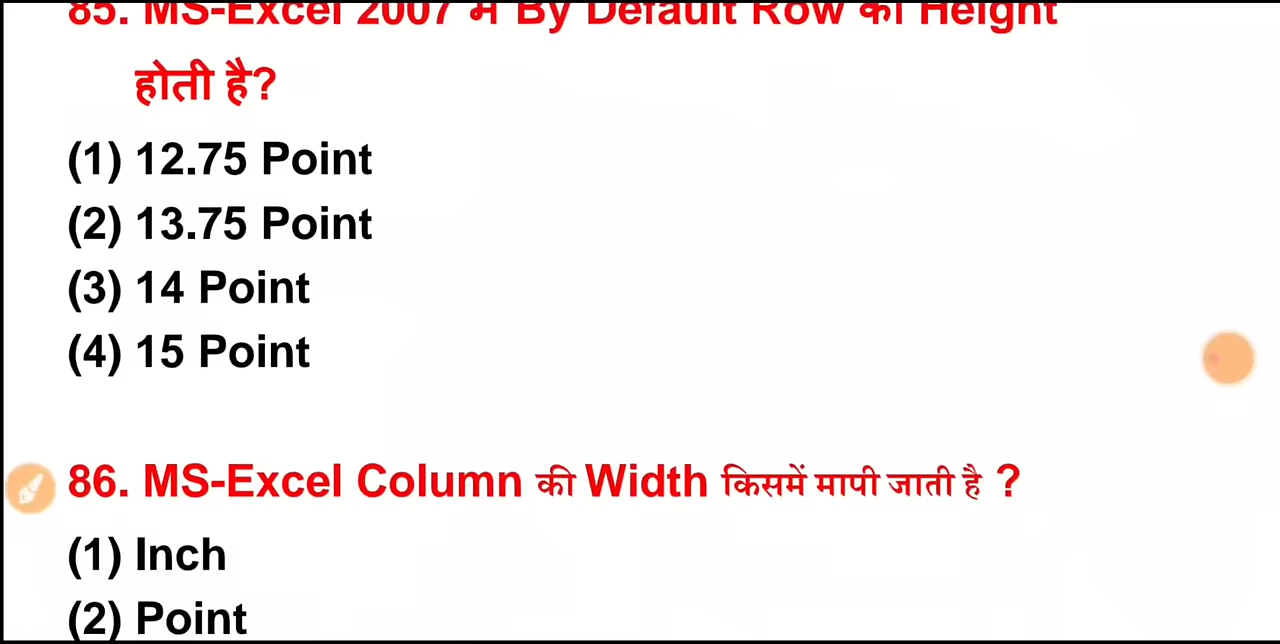 85. MS-Excel 2007 में By Default Row की Height
होती है?
(1) 12.75 Point
(2) 13.75 Point
(3) 14 Point
(4) 15 Point
86. MS-Excel Column की Width किसमें मापी जाती है ?
(1) Inch
(2) Point